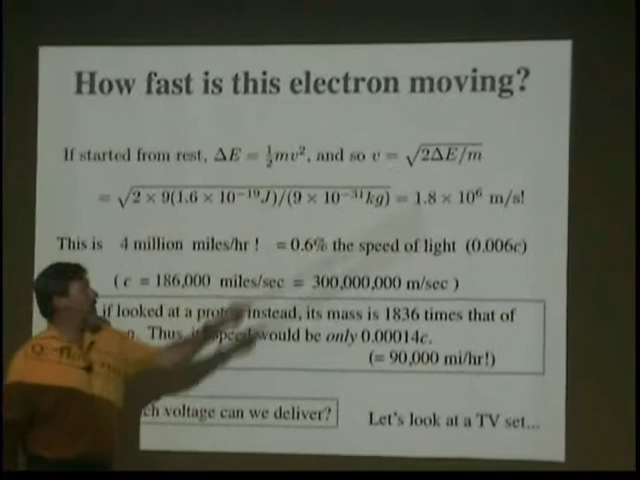 How fast is this electron moving?
If started from rest, ΔE = ½mv², and so v = √2ΔE/m
= √2 × 9(1.6 × 10⁻¹⁹J)/(9 × 10⁻³¹kg) = 1.8 × 10⁶ m/s!
This is 4 million miles/hr ! = 0.6% the speed of light (0.006c)
( c = 186,000 miles/sec = 300,000,000 m/sec )
if looked at a proton instead, its mass is 1836 times that of
Thus, its speed would be only 0.00014c.
(= 90,000 mi/hr!)
voltage can we deliver?
Let's look at a TV set...